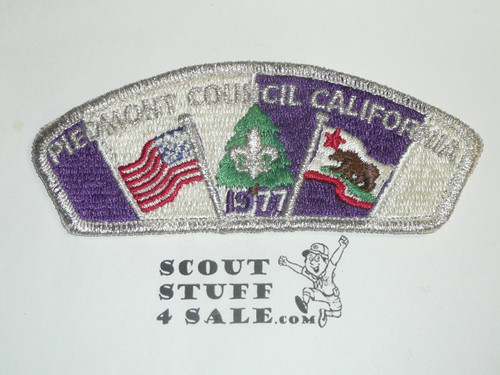 PIEDMONT COUNCIL CALIFORNIA
1977
SCOUT
STUFF
4 SALE.com